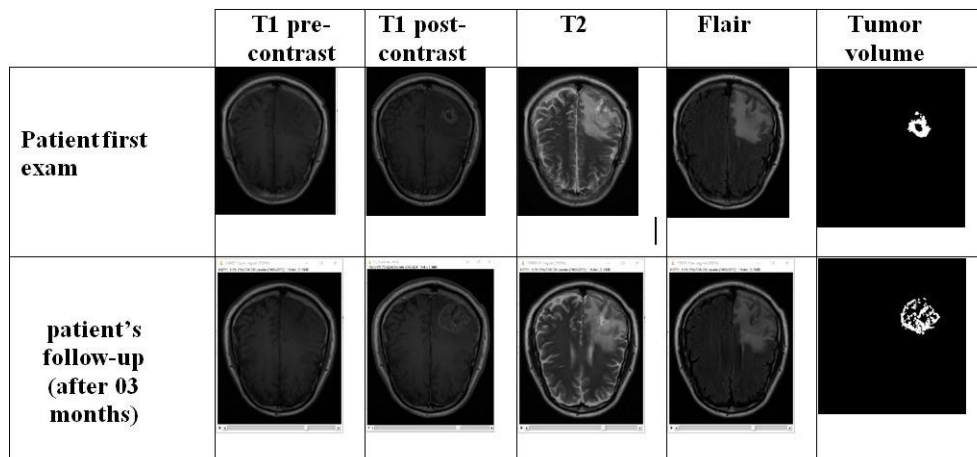 T1 pre-
contrast
T1 post-
contrast
T2
Flair
Tumor
volume
Patient first
exam
patient's
follow-up
(after 03
months)